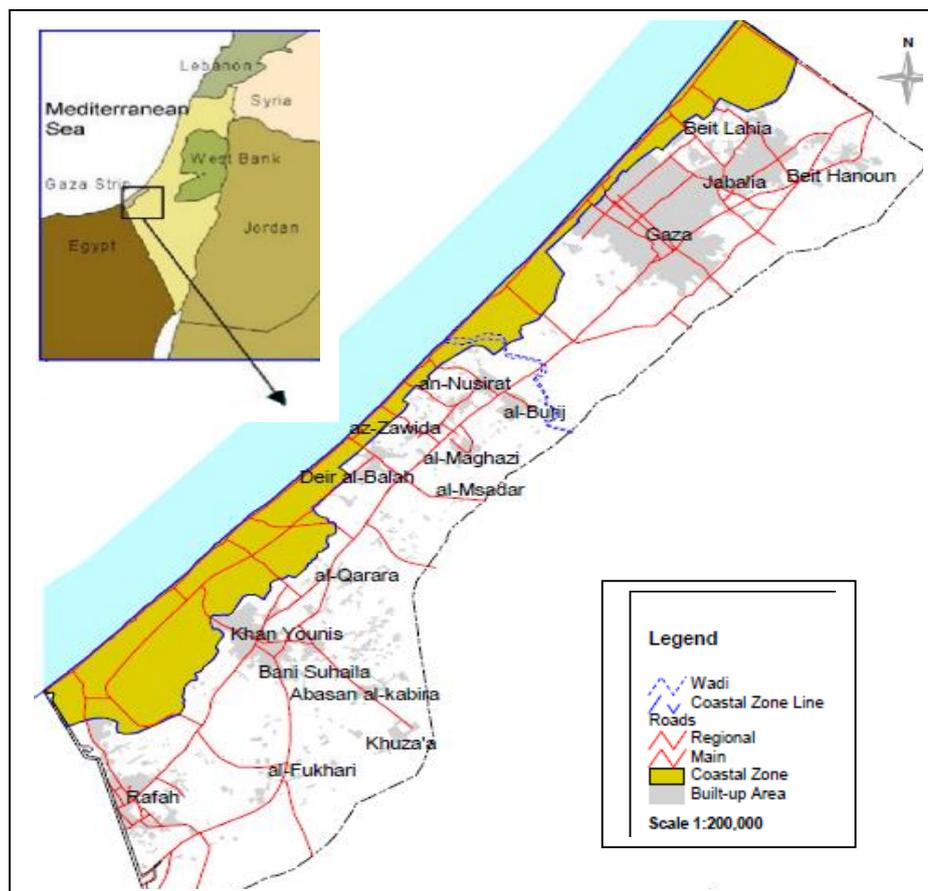 Lebanon
Mediterranean
Sea
Syria
West Bank
Gaza Strip
Jordan
Egypt
N
Beit Lahia
Jaba'ia
Beit Hanoun
Gaza
an-Nusirat
al-Burij
az-Zawida
al-Maghazi
Deir al-Balah
al-Msadar
al-Qarara
Khan Younis
Bani Suhaila
Abasan al-kabira
Khuza'a
al-Fukhari
Rafah
Legend
Wadi
Coastal Zone Line
Roads
Regional
Main
Coastal Zone
Built-up Area
Scale 1:200,000